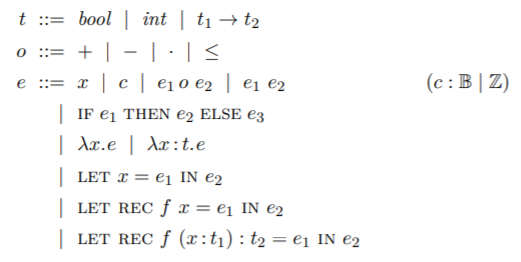 t ::= bool | int | t₁ → t₂
o ::= + | − | · | ≤
e ::= x | c | e₁ o e₂ | e₁ e₂ (c : 𝔹 | ℤ)
| IF e₁ THEN e₂ ELSE e₃
| λx.e | λx : t.e
| LET x = e₁ IN e₂
| LET REC f x = e₁ IN e₂
| LET REC f (x : t₁) : t₂ = e₁ IN e₂